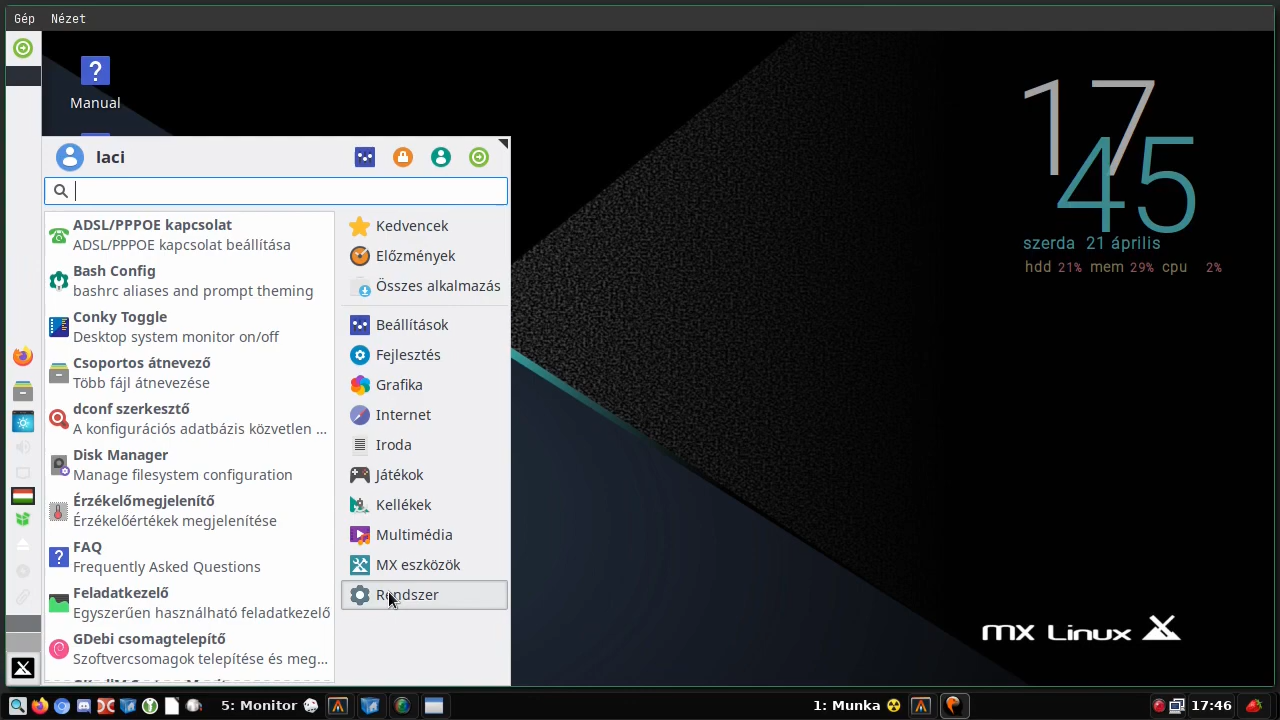 Gép Nézet
Manual
laci
ADSL/PPPOE kapcsolat
ADSL/PPPOE kapcsolat beállítása
Bash Config
bashrc aliases and prompt theming
Conky Toggle
Desktop system monitor on/off
Csoportos átnevező
Több fájl átnevezése
dconf szerkesztő
A konfigurációs adatbázis közvetlen ...
Disk Manager
Manage filesystem configuration
Érzékelőmegjelenítő
Érzékelőértékek megjelenítése
FAQ
Frequently Asked Questions
Feladatkezelő
Egyszerűen használható feladatkezelő
GDebi csomagtelepítő
Szoftvercsomagok telepítése és meg...
Kedvencek
Előzmények
Összes alkalmazás
Beállítások
Fejlesztés
Grafika
Internet
Iroda
Játékok
Kellékek
Multimédia
MX eszközök
Rendszer
17
45
szerda 21 április
hdd 21% mem 29% cpu 2%
MX Linux
5: Monitor
1: Munka
17:46